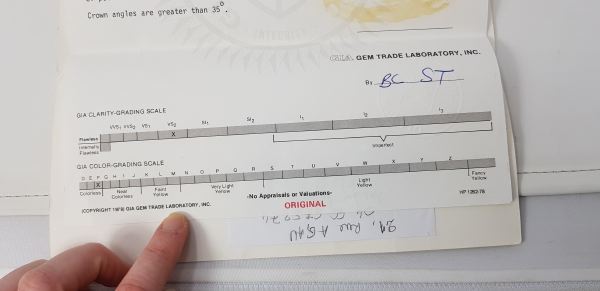 Crown angles are greater than 35°.
INTEGRITY
GIA GEM TRADE LABORATORY, INC.
By BC ST
GIA CLARITY-GRADING SCALE
VVS1 VVS2 VS1 VS2 SI1 SI2 I1 I2 I3
Flawless X
Internally
Flawless
Imperfect
GIA COLOR-GRADING SCALE
D E F G H I J K L M N O P Q R S T U V W X Y Z
X
Colorless Near
Colorless Faint
Yellow Very Light
Yellow Light
Yellow Fancy
Yellow
-No Appraisals or Valuations-
(COPYRIGHT 1978) GIA GEM TRADE LABORATORY, INC. ORIGINAL HP 1282-78